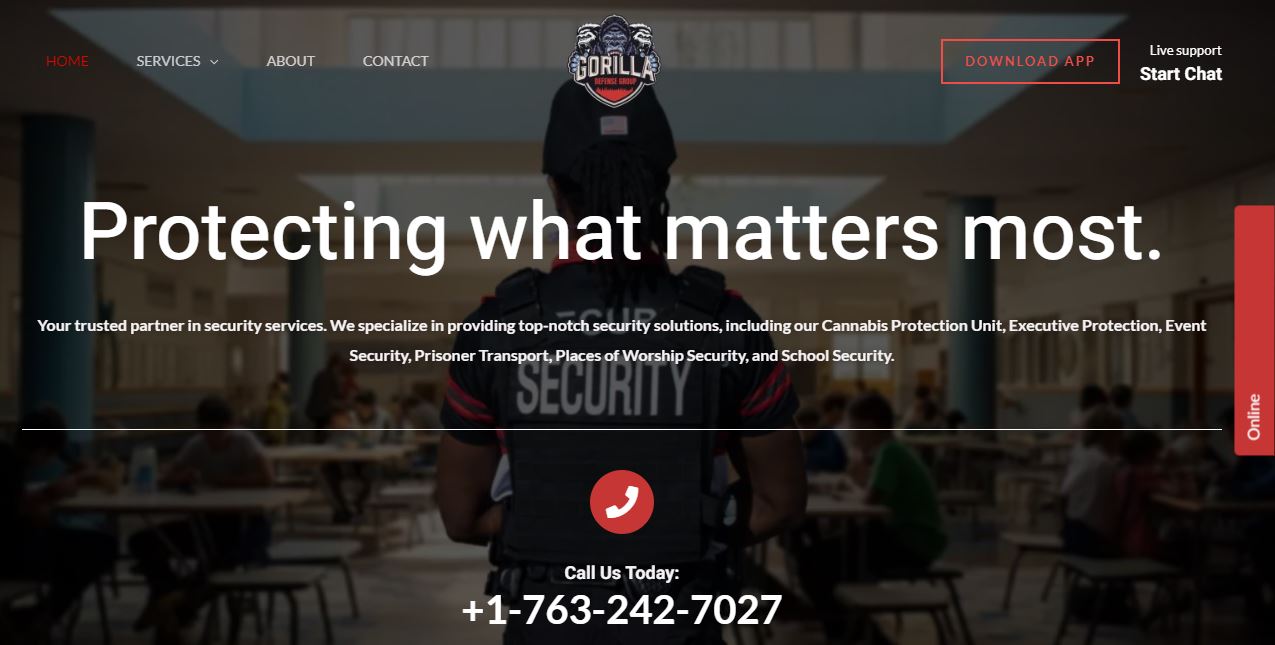 HOME
SERVICES
ABOUT
CONTACT
GORILLA
DEFENSE GROUP
DOWNLOAD APP
Live support
Start Chat
Protecting what matters most.
Your trusted partner in security services. We specialize in providing top-notch security solutions, including our Cannabis Protection Unit, Executive Protection, Event
Security, Prisoner Transport, Places of Worship Security, and School Security.
SECURITY
Online
Call Us Today:
+1-763-242-7027